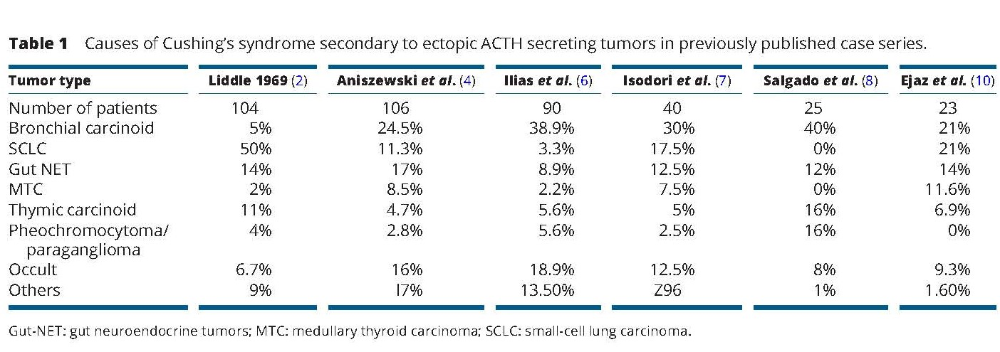 Table 1 Causes of Cushing's syndrome secondary to ectopic ACTH secreting tumors in previously published case series.
Tumor type Liddle 1969 (2) Aniszewski et al. (4) Ilias et al. (6) Isodori et al. (7) Salgado et al. (8) Ejaz et al. (10)
Number of patients 104 106 90 40 25 23
Bronchial carcinoid 5% 24.5% 38.9% 30% 40% 21%
SCLC 50% 11.3% 3.3% 17.5% 0% 21%
Gut NET 14% 17% 8.9% 12.5% 12% 14%
MTC 2% 8.5% 2.2% 7.5% 0% 11.6%
Thymic carcinoid 11% 4.7% 5.6% 5% 16% 6.9%
Pheochromocytoma/ 4% 2.8% 5.6% 2.5% 16% 0%
paraganglioma
Occult 6.7% 16% 18.9% 12.5% 8% 9.3%
Others 9% l7% 13.50% Z96 1% 1.60%
Gut-NET: gut neuroendocrine tumors; MTC: medullary thyroid carcinoma; SCLC: small-cell lung carcinoma.